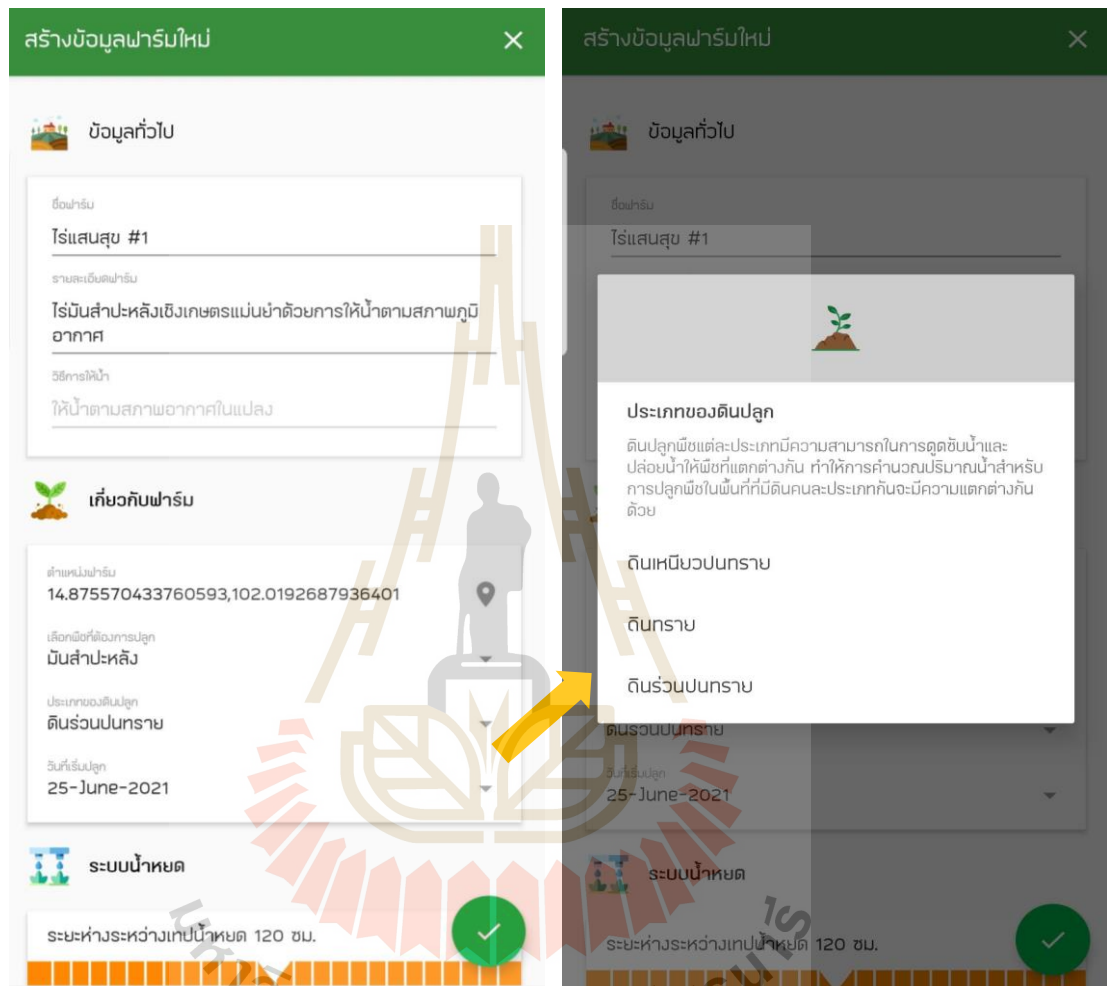 สร้างข้อมูลฟาร์มใหม่
ข้อมูลทั่วไป
ชื่อฟาร์ม
ไร่แสนสุข #1
รายละเอียดฟาร์ม
ไร่มันสำปะหลังเชิงเกษตรแม่นยำด้วยการให้น้ำตามสภาพภูมิ
อากาศ
วิธีการให้น้ำ
ให้น้ำตามสภาพอากาศในแปลง
เกี่ยวกับฟาร์ม
ตำแหน่งฟาร์ม
14.875570433760593,102.0192687936401
เลือกพืชที่ต้องการปลูก
มันสำปะหลัง
ประเภทของดินปลูก
ดินร่วนปนทราย
วันที่เริ่มปลูก
25-June-2021
ระบบน้ำหยด
ระยะห่างระหว่างเทปน้ำหยด 120 ซม.
สร้างข้อมูลฟาร์มใหม่
ข้อมูลทั่วไป
ชื่อฟาร์ม
ไร่แสนสุข #1
ประเภทของดินปลูก
ดินปลูกพืชแต่ละประเภทมีความสามารถในการดูดซับน้ำและ
ปล่อยน้ำให้พืชที่แตกต่างกัน ทำให้การคำนวณปริมาณน้ำสำหรับ
การปลูกพืชในพื้นที่ที่มีดินคนละประเภทกันจะมีความแตกต่างกัน
ด้วย
ดินเหนียวปนทราย
ดินทราย
ดินร่วนปนทราย
ดินร่วนปนทราย
วันที่เริ่มปลูก
25-June-2021
ระบบน้ำหยด
ระยะห่างระหว่างเทปน้ำหยด 120 ซม.